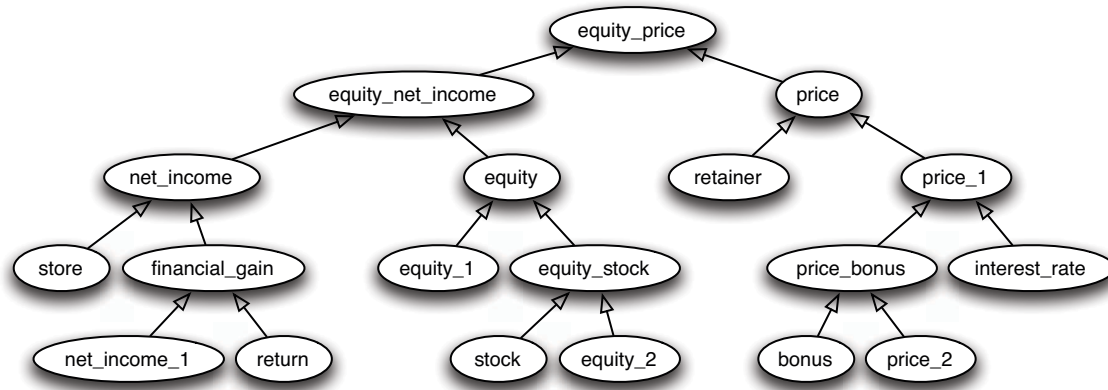 equity_price
equity_net_income
price
net_income
equity
retainer
price_1
store
financial_gain
equity_1
equity_stock
price_bonus
interest_rate
net_income_1
return
stock
equity_2
bonus
price_2